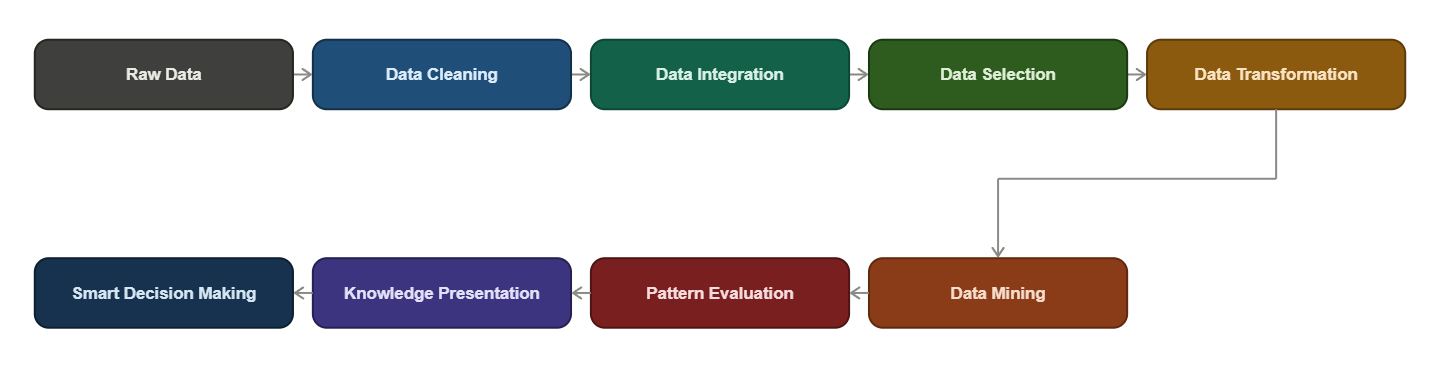 Raw Data
Data Cleaning
Data Integration
Data Selection
Data Transformation
Smart Decision Making
Knowledge Presentation
Pattern Evaluation
Data Mining